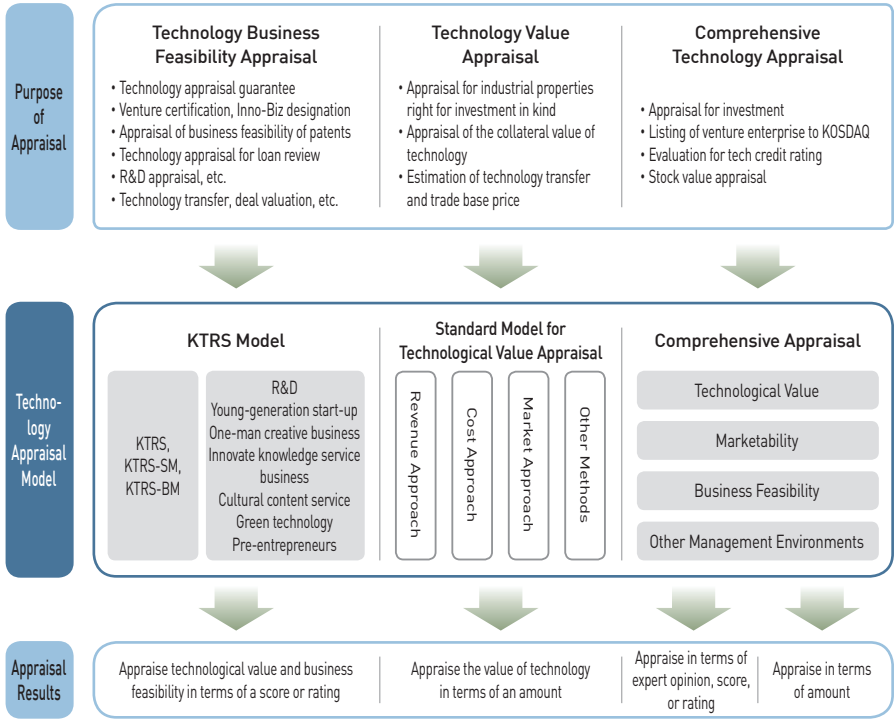 Purpose
of
Appraisal
Technology Business
Feasibility Appraisal
• Technology appraisal guarantee
• Venture certification, Inno-Biz designation
• Appraisal of business feasibility of patents
• Technology appraisal for loan review
• R&D appraisal, etc.
• Technology transfer, deal valuation, etc.
Technology Value
Appraisal
• Appraisal for industrial properties
right for investment in kind
• Appraisal of the collateral value of
technology
• Estimation of technology transfer
and trade base price
Comprehensive
Technology Appraisal
• Appraisal for investment
• Listing of venture enterprise to KOSDAQ
• Evaluation for tech credit rating
• Stock value appraisal
Techno-
logy
Appraisal
Model
KTRS Model
KTRS,
KTRS-SM,
KTRS-BM
R&D
Young-generation start-up
One-man creative business
Innovate knowledge service
business
Cultural content service
Green technology
Pre-entrepreneurs
Standard Model for
Technological Value Appraisal
Revenue Approach
Cost Approach
Market Approach
Other Methods
Comprehensive Appraisal
Technological Value
Marketability
Business Feasibility
Other Management Environments
Appraisal
Results
Appraise technological value and business
feasibility in terms of a score or rating
Appraise the value of technology
in terms of an amount
Appraise in terms of
expert opinion, score,
or rating
Appraise in terms
of amount